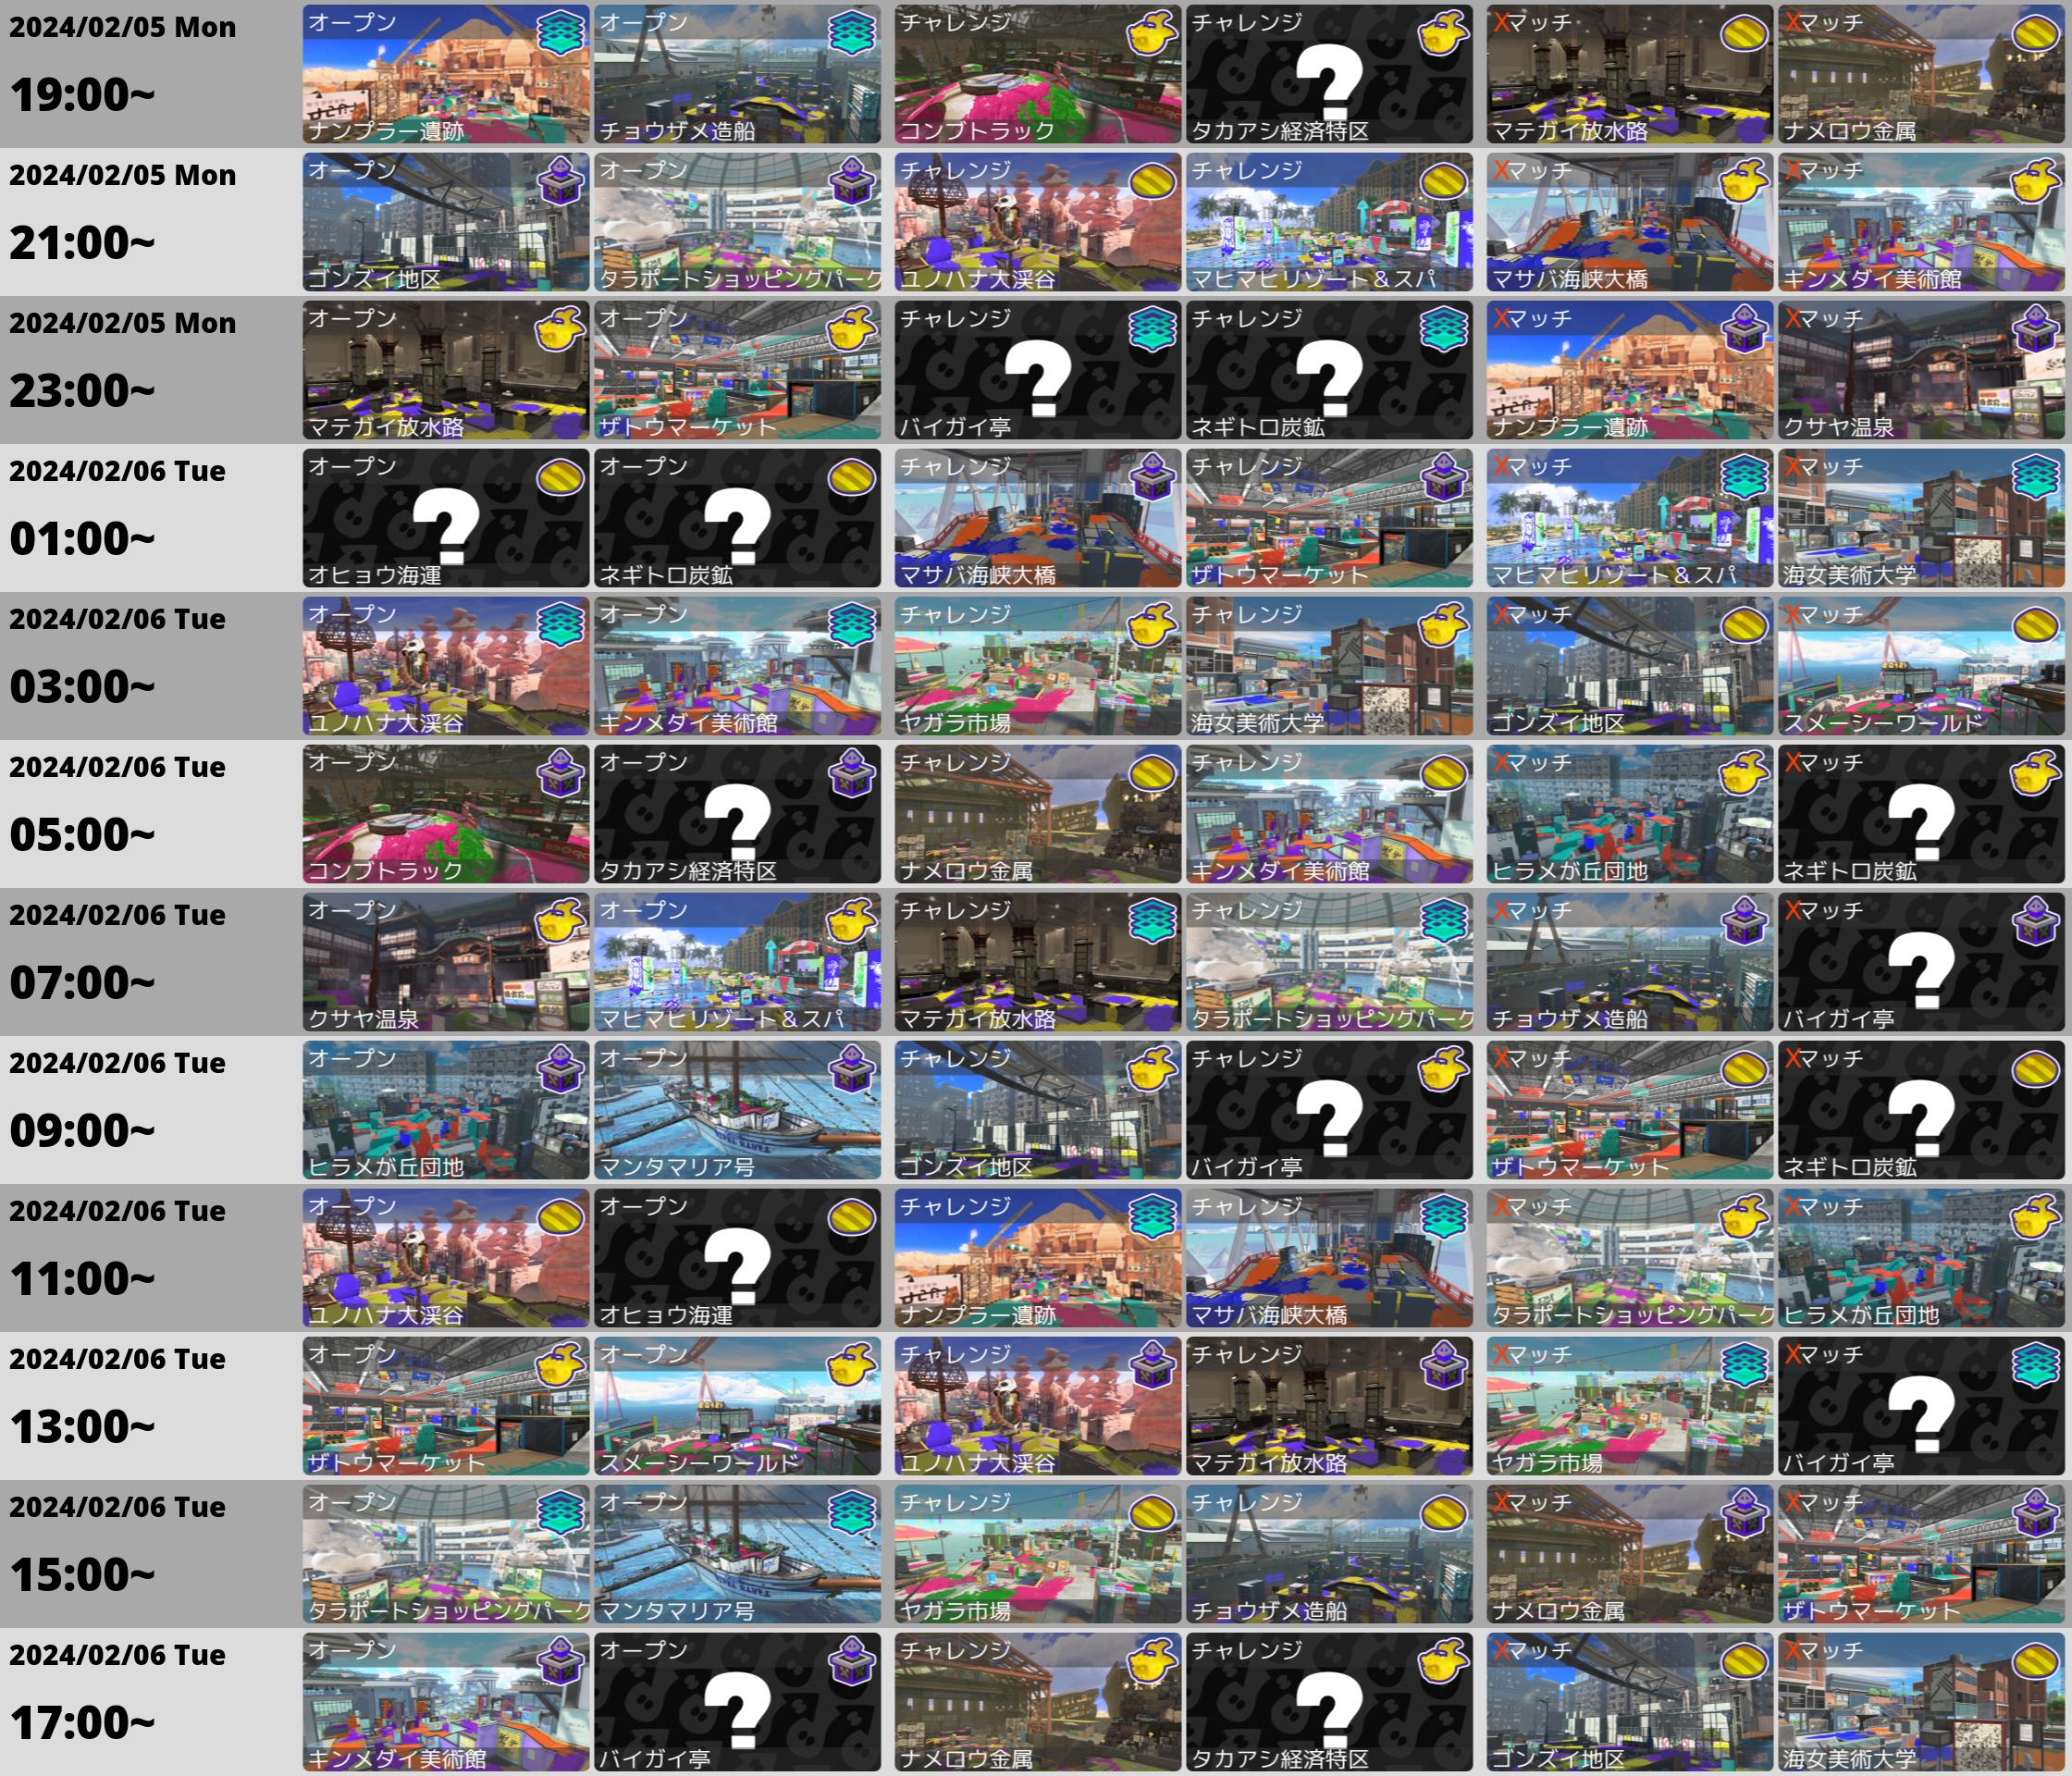 2024/02/05 Mon
19:00~
オープン
ナンプラー遺跡
オープン
チョウザメ造船
チャレンジ
コンブトラック
チャレンジ
?
タカアシ経済特区
Xマッチ
マテガイ放水路
Xマッチ
ナメロウ金属
2024/02/05 Mon
21:00~
オープン
ゴンズイ地区
オープン
タラポートショッピングパーク
チャレンジ
ユノハナ大渓谷
チャレンジ
マヒマヒリゾート&スパ
Xマッチ
マサバ海峡大橋
Xマッチ
キンメダイ美術館
2024/02/05 Mon
23:00~
オープン
マテガイ放水路
オープン
ザトウマーケット
チャレンジ
?
バイガイ亭
チャレンジ
?
ネギトロ炭鉱
Xマッチ
ナンプラー遺跡
Xマッチ
クサヤ温泉
2024/02/06 Tue
01:00~
オープン
?
オヒョウ海運
オープン
?
ネギトロ炭鉱
チャレンジ
マサバ海峡大橋
チャレンジ
ザトウマーケット
Xマッチ
マヒマヒリゾート&スパ
Xマッチ
海女美術大学
2024/02/06 Tue
03:00~
オープン
ユノハナ大渓谷
オープン
キンメダイ美術館
チャレンジ
ヤガラ市場
チャレンジ
海女美術大学
Xマッチ
ゴンズイ地区
Xマッチ
スメーシーワールド
2024/02/06 Tue
05:00~
オープン
コンブトラック
オープン
?
タカアシ経済特区
チャレンジ
ナメロウ金属
チャレンジ
キンメダイ美術館
Xマッチ
ヒラメが丘団地
Xマッチ
?
ネギトロ炭鉱
2024/02/06 Tue
07:00~
オープン
クサヤ温泉
オープン
マヒマヒリゾート&スパ
チャレンジ
マテガイ放水路
チャレンジ
タラポートショッピングパーク
Xマッチ
チョウザメ造船
Xマッチ
?
バイガイ亭
2024/02/06 Tue
09:00~
オープン
ヒラメが丘団地
オープン
マンタマリア号
チャレンジ
ゴンズイ地区
チャレンジ
?
バイガイ亭
Xマッチ
ザトウマーケット
Xマッチ
?
ネギトロ炭鉱
2024/02/06 Tue
11:00~
オープン
ユノハナ大渓谷
オープン
?
オヒョウ海運
チャレンジ
ナンプラー遺跡
チャレンジ
マサバ海峡大橋
Xマッチ
タラポートショッピングパーク
Xマッチ
ヒラメが丘団地
2024/02/06 Tue
13:00~
オープン
ザトウマーケット
オープン
スメーシーワールド
チャレンジ
ユノハナ大渓谷
チャレンジ
マテガイ放水路
Xマッチ
ヤガラ市場
Xマッチ
?
バイガイ亭
2024/02/06 Tue
15:00~
オープン
タラポートショッピングパーク
オープン
マンタマリア号
チャレンジ
ヤガラ市場
チャレンジ
チョウザメ造船
Xマッチ
ナメロウ金属
Xマッチ
ザトウマーケット
2024/02/06 Tue
17:00~
オープン
キンメダイ美術館
オープン
?
バイガイ亭
チャレンジ
ナメロウ金属
チャレンジ
?
タカアシ経済特区
Xマッチ
ゴンズイ地区
Xマッチ
海女美術大学